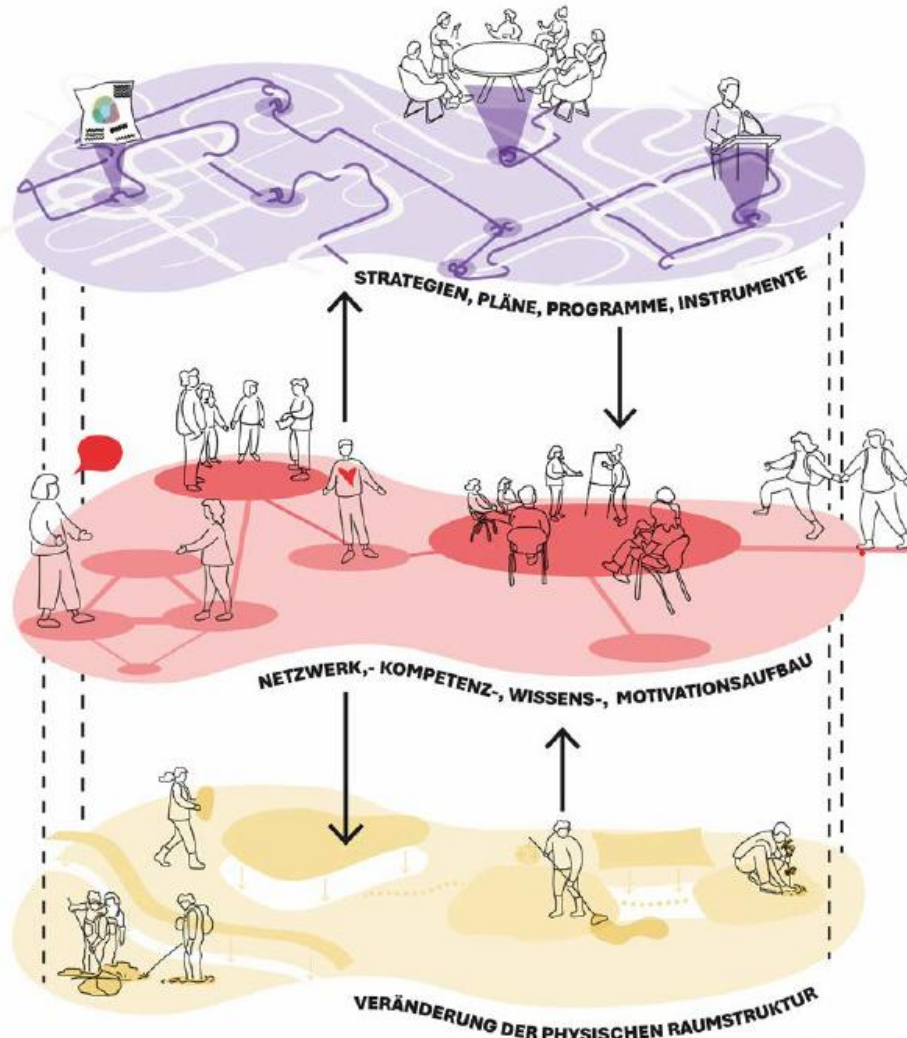 STRATEGIEN, PLÄNE, PROGRAMME, INSTRUMENTE
NETZWERK,- KOMPETENZ-, WISSENS-, MOTIVATIONSAUFBAU
VERÄNDERUNG DER PHYSISCHEN RAUMSTRUKTUR